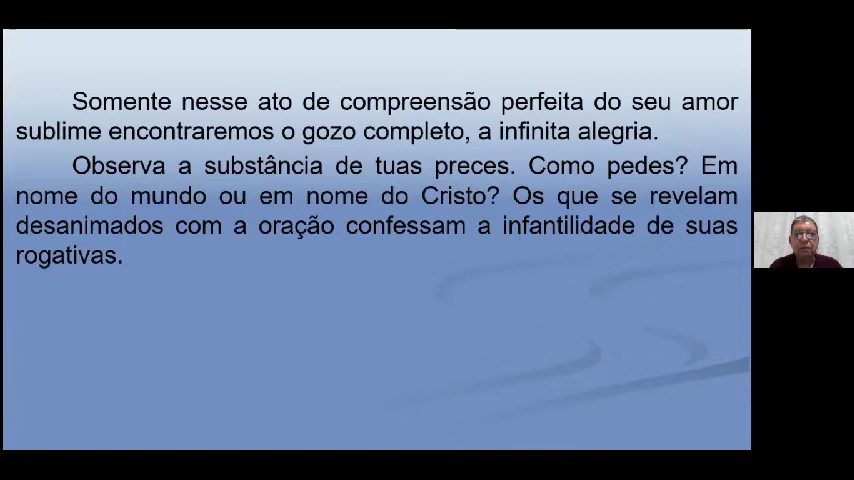 Somente nesse ato de compreensão perfeita do seu amor
sublime encontraremos o gozo completo, a infinita alegria.
Observa a substância de tuas preces. Como pedes? Em
nome do mundo ou em nome do Cristo? Os que se revelam
desanimados com a oração confessam a infantilidade de suas
rogativas.